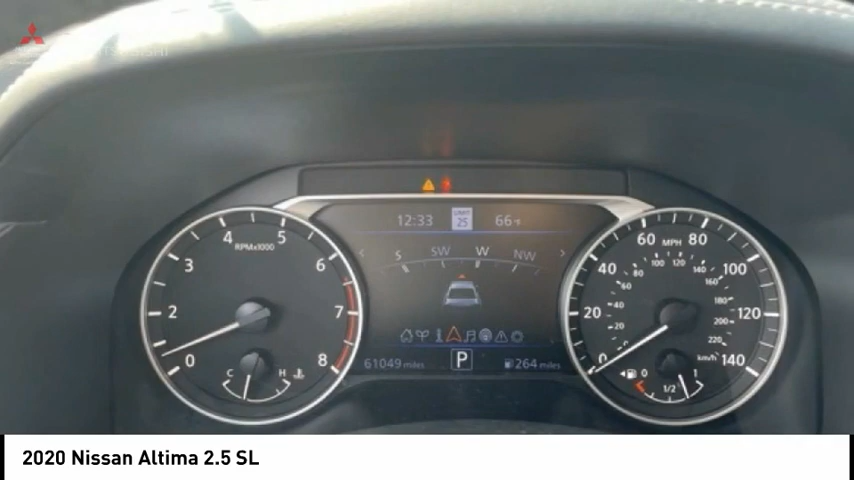 MITSUBISHI
12:33 LIMIT 25 66°F
S SW W NW
61049 miles P 264 miles
0 1 2 3 4 5 6 7 8
RPMx1000
C H
0 20 40 60 80 100 120 140
MPH
20 40 60 80 100 120 140 160 180 200 220
km/h
0 1/2 1
2020 Nissan Altima 2.5 SL